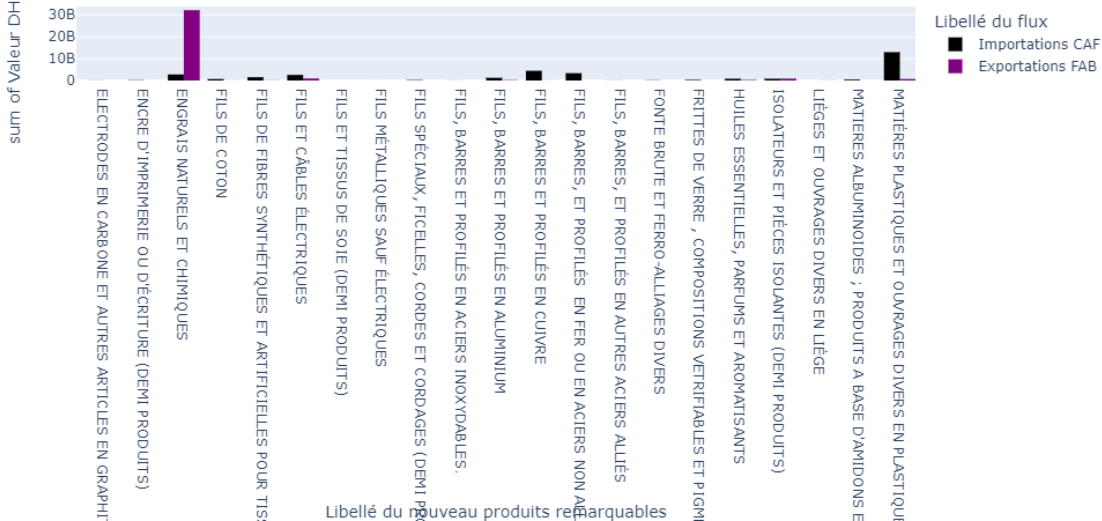 sum of Valeur DH
30B
20B
10B
0
Libellé du flux
Importations CAF
Exportations FAB
ELECTRODES EN CARBONE ET AUTRES ARTICLES EN GRAPHI
ENCRE D'IMPRIMERIE OU D'ÉCRITURE (DEMI PRODUITS)
ENGRAIS NATURELS ET CHIMIQUES
FILS DE COTON
FILS DE FIBRES SYNTHÉTIQUES ET ARTIFICIELLES POUR TIS
FILS ET CÂBLES ÉLECTRIQUES
FILS ET TISSUS DE SOIE (DEMI PRODUITS)
FILS MÉTALLIQUES SAUF ÉLECTRIQUES
FILS SPÉCIAUX, FICELLES, CORDES ET CORDAGES (DEMI
FILS, BARRES ET PROFILÉS EN ACIERS INOXYDABLES.
FILS, BARRES ET PROFILÉS EN ALUMINIUM
FILS, BARRES ET PROFILÉS EN CUIVRE
FILS, BARRES, ET PROFILÉS EN FER OU EN ACIERS NON
FILS, BARRES, ET PROFILÉS EN AUTRES ACIERS ALLIÉS
FONTE BRUTE ET FERRO-ALLIAGES DIVERS
FRITTES DE VERRE , COMPOSITIONS VETRIFIABLES ET PIGM
HUILES ESSENTIELLES, PARFUMS ET AROMATISANTS
ISOLATEURS ET PIÈCES ISOLANTES (DEMI PRODUITS)
LIÈGES ET OUVRAGES DIVERS EN LIÈGE
MATIERES ALBUMINOIDES ; PRODUITS A BASE D'AMIDONS E
MATIÈRES PLASTIQUES ET OUVRAGES DIVERS EN PLASTIQUE
Libellé du nouveau produits remarquables